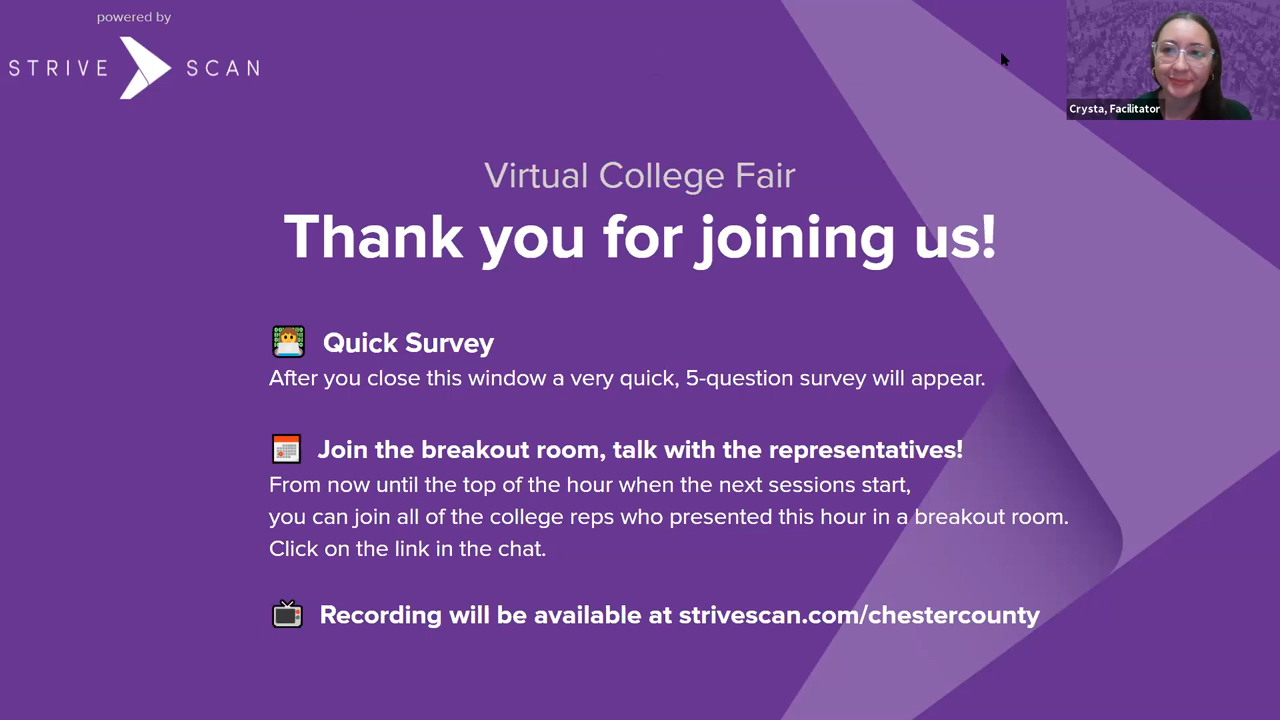 powered by
STRIVE SCAN
Crysta, Facilitator
Virtual College Fair
Thank you for joining us!
Quick Survey
After you close this window a very quick, 5-question survey will appear.
Join the breakout room, talk with the representatives!
From now until the top of the hour when the next sessions start,
you can join all of the college reps who presented this hour in a breakout room.
Click on the link in the chat.
Recording will be available at strivescan.com/chestercounty